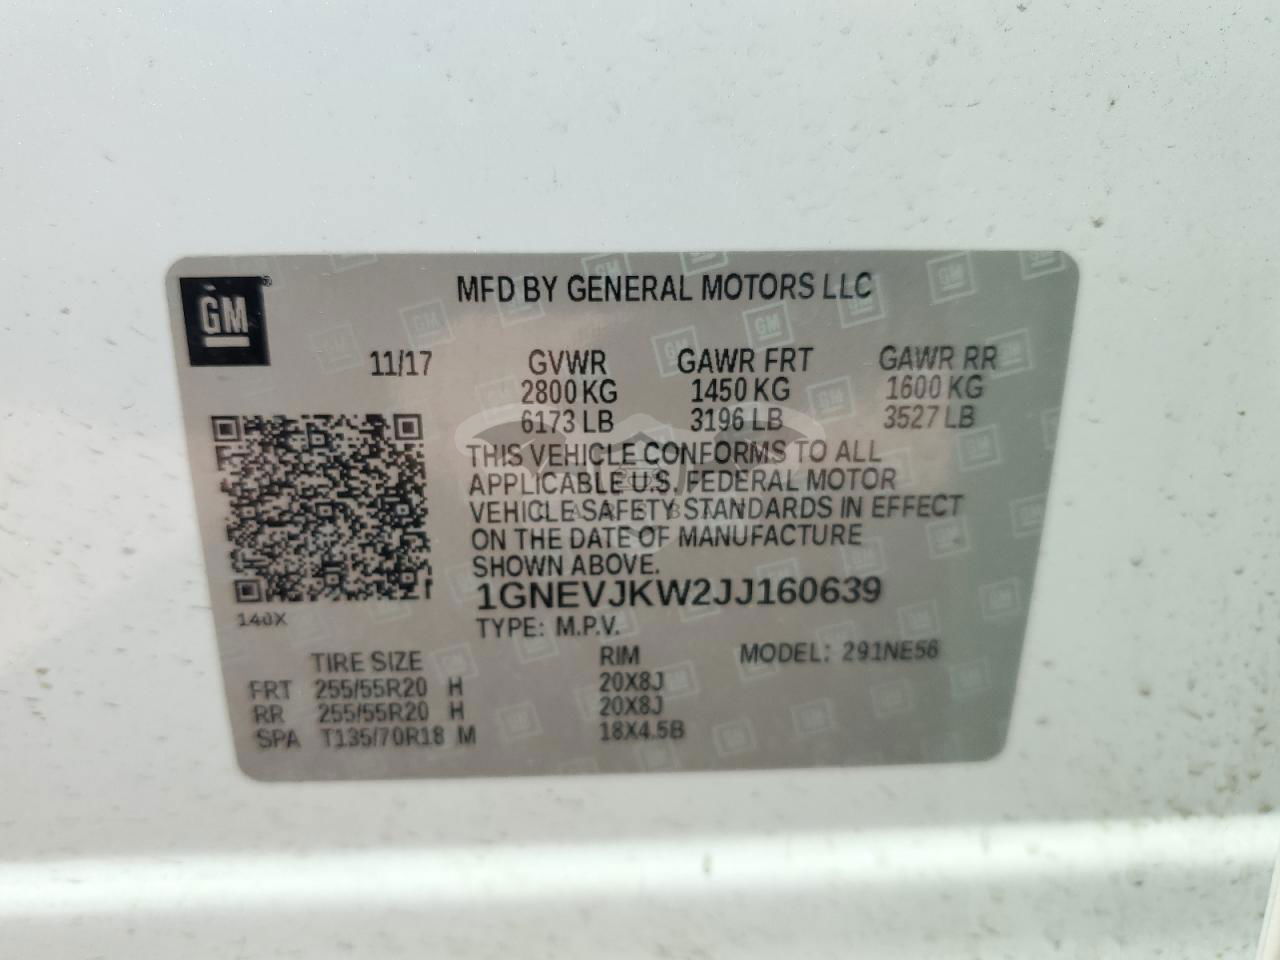 GM
MFD BY GENERAL MOTORS LLC
11/17 GVWR GAWR FRT GAWR RR
2800 KG 1450 KG 1600 KG
6173 LB 3196 LB 3527 LB
THIS VEHICLE CONFORMS TO ALL
APPLICABLE U.S. FEDERAL MOTOR
VEHICLE SAFETY STANDARDS IN EFFECT
ON THE DATE OF MANUFACTURE
SHOWN ABOVE.
1GNEVJKW2JJ160639
140X
TYPE: M.P.V.
TIRE SIZE RIM MODEL: 291NE56
FRT 255/55R20 H 20X8J
RR 255/55R20 H 20X8J
SPA T135/70R18 M 18X4.5B